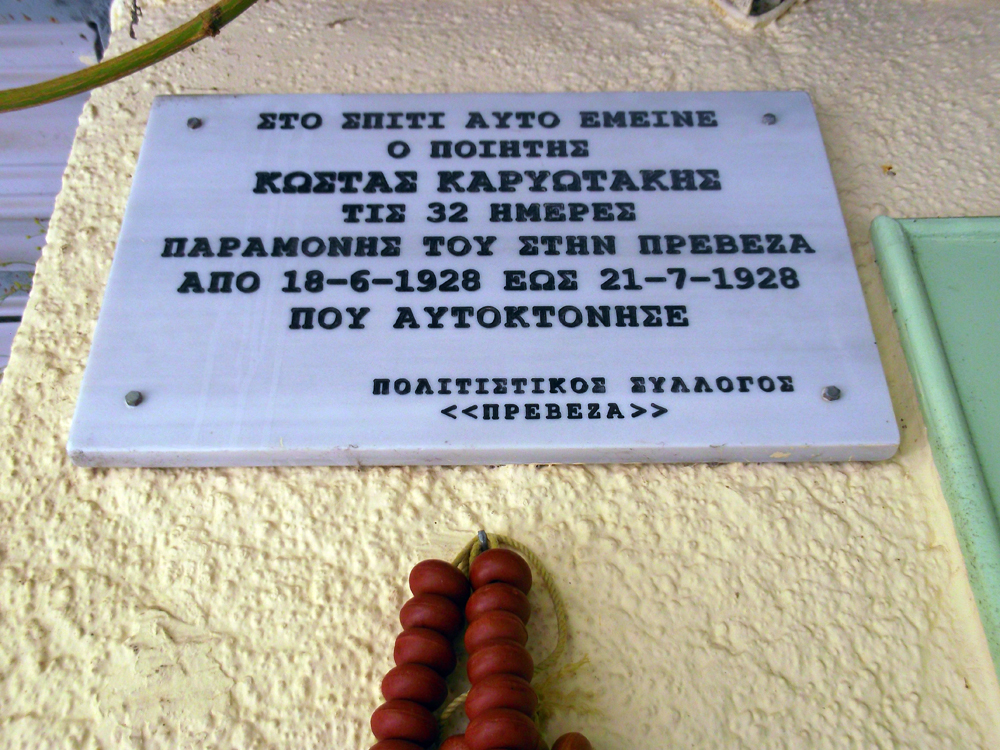 ΣΤΟ ΣΠΙΤΙ ΑΥΤΟ ΕΜΕΙΝΕ
Ο ΠΟΙΗΤΗΣ
ΚΩΣΤΑΣ ΚΑΡΥΩΤΑΚΗΣ
ΤΙΣ 32 ΗΜΕΡΕΣ
ΠΑΡΑΜΟΝΗΣ ΤΟΥ ΣΤΗΝ ΠΡΕΒΕΖΑ
ΑΠΟ 18-6-1928 ΕΩΣ 21-7-1928
ΠΟΥ ΑΥΤΟΚΤΟΝΗΣΕ
ΠΟΛΙΤΙΣΤΙΚΟΣ ΣΥΛΛΟΓΟΣ
<<ΠΡΕΒΕΖΑ>>